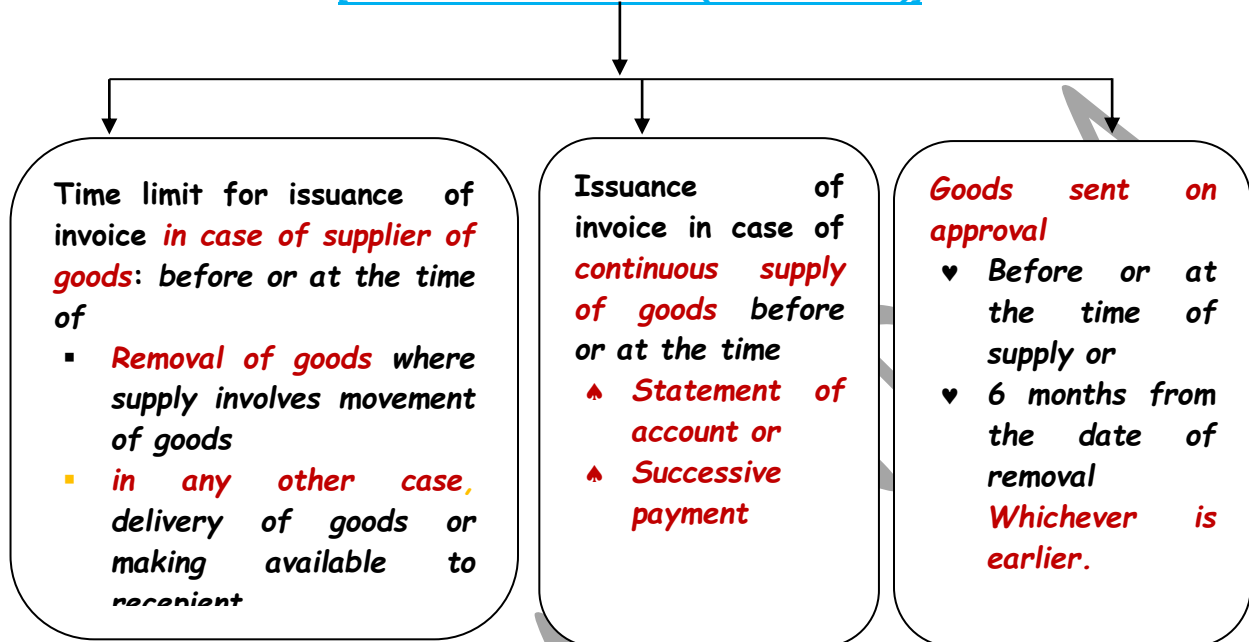 Time limit for issuance of
invoice in case of supplier of
goods: before or at the time
of
▪ Removal of goods where
supply involves movement
of goods
▪ in any other case,
delivery of goods or
making available to
recepient
Issuance of
invoice in case of
continuous supply
of goods before
or at the time
♠ Statement of
account or
♠ Successive
payment
Goods sent on
approval
♥ Before or at
the time of
supply or
♥ 6 months from
the date of
removal
Whichever is
earlier.